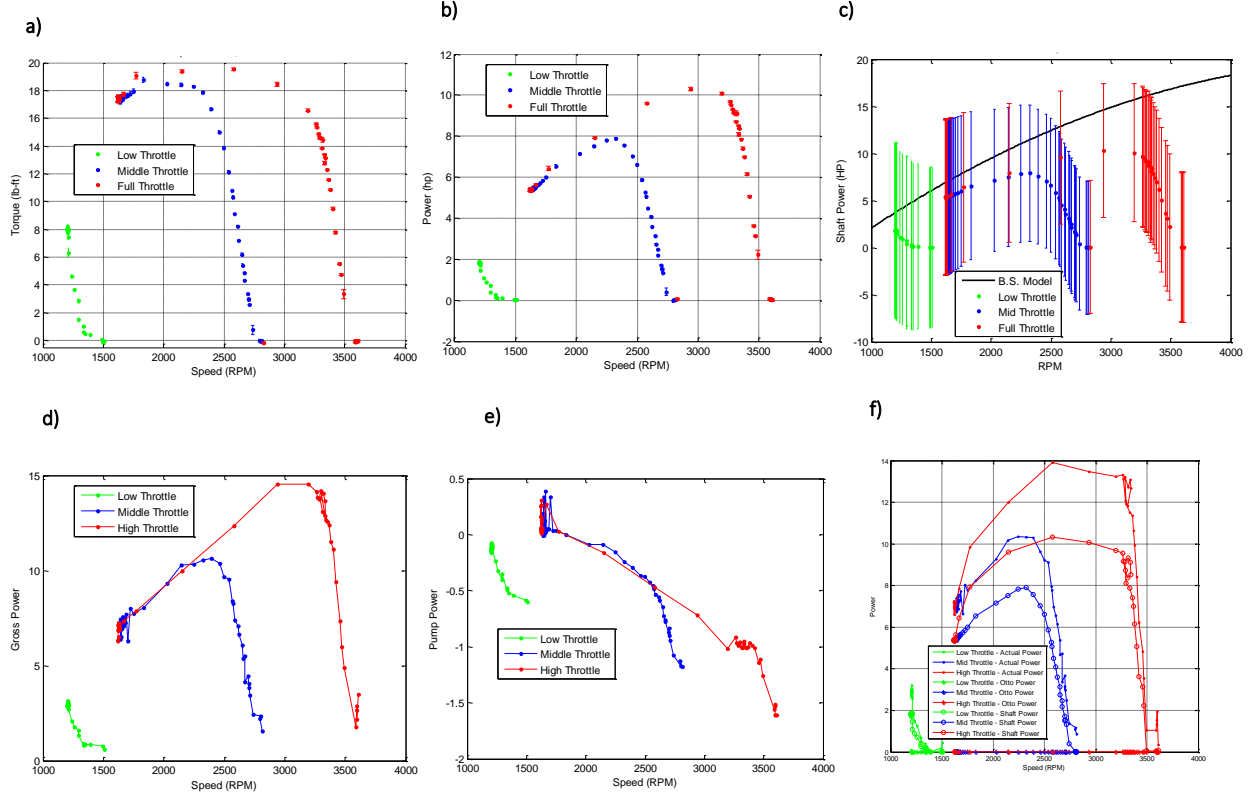 a)
20
18
16
14
12
10
8
6
4
2
0
Torque (lb-ft)
Low Throttle
Middle Throttle
Full Throttle
1000 1500 2000 2500 3000 3500 4000
Speed (RPM)
b)
12
10
8
6
4
2
0
-2
Power (hp)
Low Throttle
Middle Throttle
Full Throttle
1000 1500 2000 2500 3000 3500 4000
Speed (RPM)
c)
20
15
10
5
0
-5
-10
Shaft Power (HP)
B.S. Model
Low Throttle
Mid Throttle
Full Throttle
1000 1500 2000 2500 3000 3500 4000
RPM
d)
15
10
5
0
Gross Power
Low Throttle
Middle Throttle
High Throttle
1000 1500 2000 2500 3000 3500 4000
Speed (RPM)
e)
0.5
0
-0.5
-1
-1.5
-2
Pump Power
Low Throttle
Middle Throttle
High Throttle
1000 1500 2000 2500 3000 3500 4000
Speed (RPM)
f)
14
12
10
8
6
4
2
0
Power
Low Throttle - Actual Power
Mid Throttle - Actual Power
High Throttle - Actual Power
Low Throttle - Otto Power
Mid Throttle - Otto Power
High Throttle - Otto Power
Low Throttle - Shaft Power
Mid Throttle - Shaft Power
High Throttle - Shaft Power
1000 1500 2000 2500 3000 3500 4000
Speed (RPM)